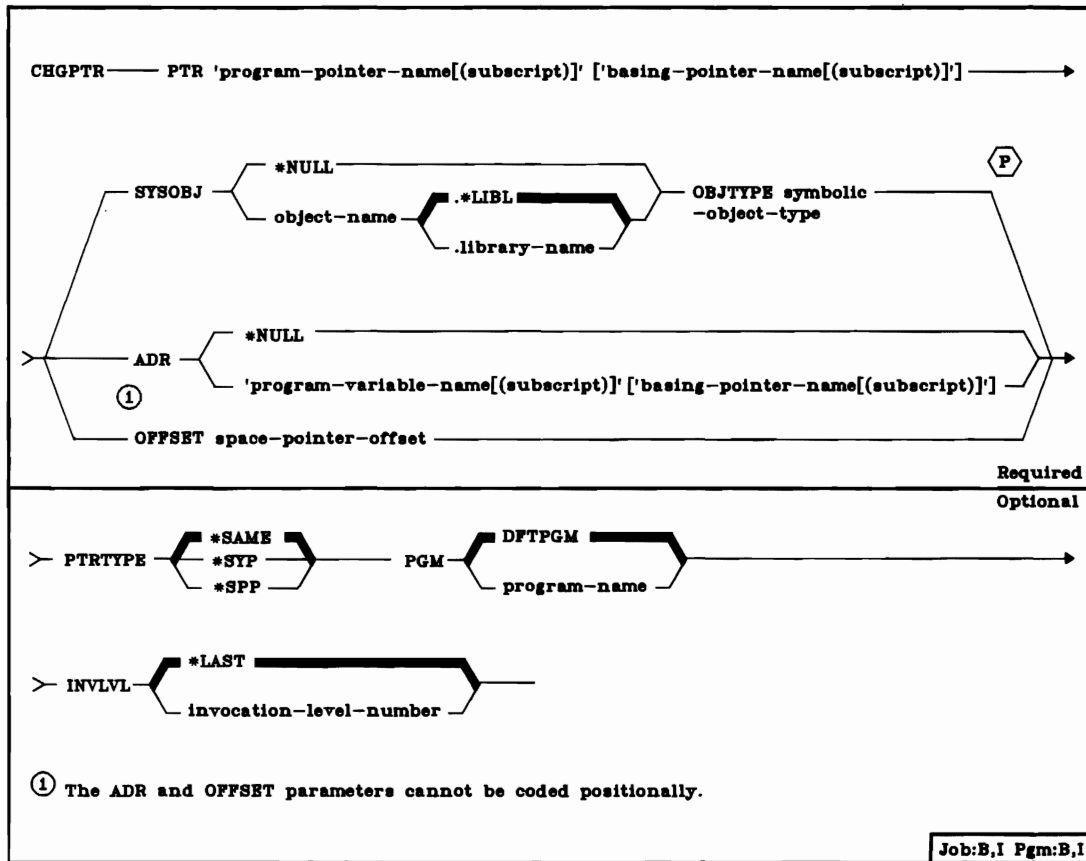 CHGPTR PTR 'program-pointer-name[(subscript)]' ['basing-pointer-name[(subscript)]']
*NULL
P
SYSOBJ
.*LIBL
OBJTYPE symbolic
-object-type
object-name
.library-name
*NULL
ADR
'program-variable-name[(subscript)]' ['basing-pointer-name[(subscript)]']
1
OFFSET space-pointer-offset
Required
Optional
*SAME
DFTPGM
PTRTYPE *SYP PGM
*SPP
program-name
*LAST
INVLVL
invocation-level-number
1 The ADR and OFFSET parameters cannot be coded positionally.
Job:B,I Pgm:B,I